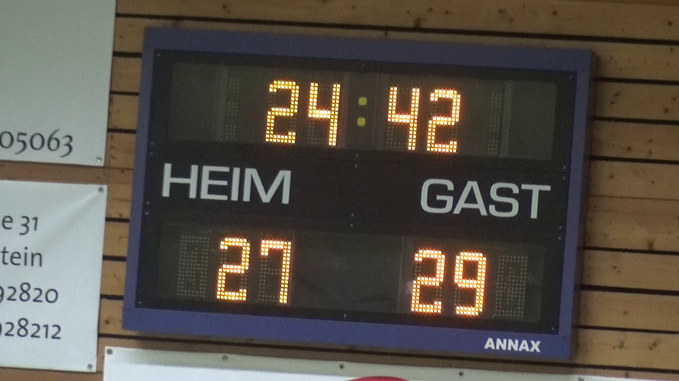 05063
e 31
tein
92820
928212
24:42
HEIM GAST
27 29
ANNAX